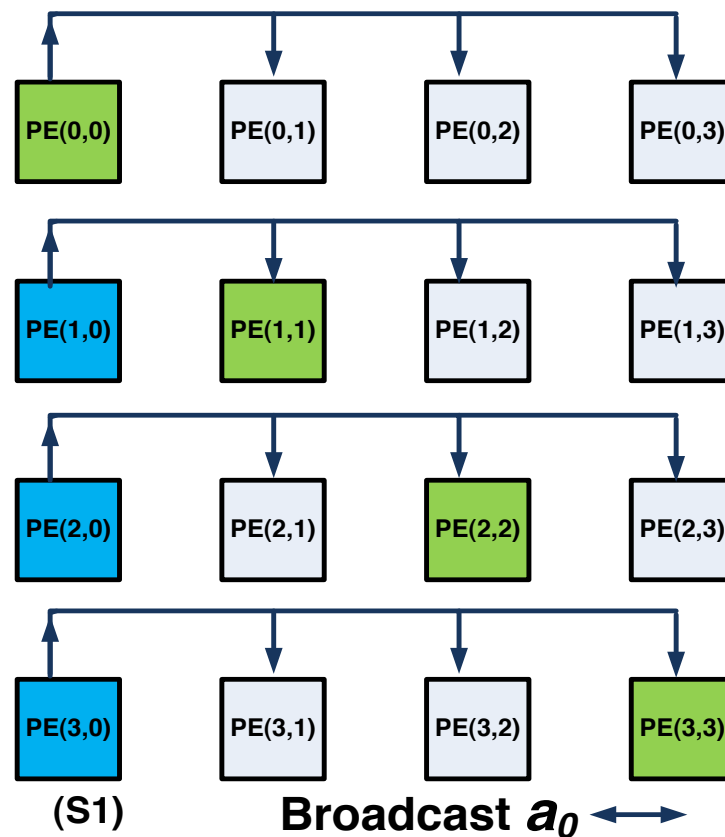 PE(0,0) PE(0,1) PE(0,2) PE(0,3)
PE(1,0) PE(1,1) PE(1,2) PE(1,3)
PE(2,0) PE(2,1) PE(2,2) PE(2,3)
PE(3,0) PE(3,1) PE(3,2) PE(3,3)
(S1) Broadcast a₀